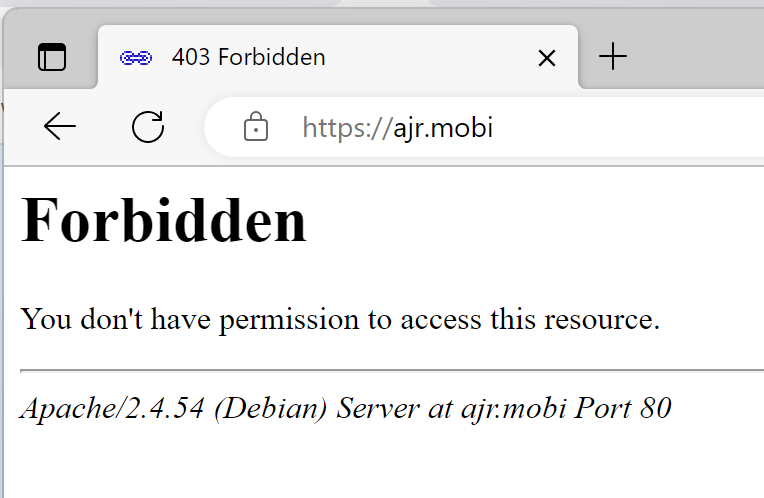 403 Forbidden
https://ajr.mobi
Forbidden
You don't have permission to access this resource.
Apache/2.4.54 (Debian) Server at ajr.mobi Port 80